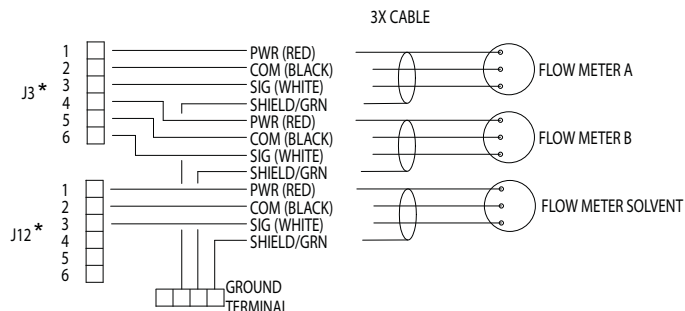 3X CABLE
J3*
1
2
3
4
5
6
PWR (RED)
COM (BLACK)
SIG (WHITE)
SHIELD/GRN
PWR (RED)
COM (BLACK)
SIG (WHITE)
SHIELD/GRN
FLOW METER A
FLOW METER B
J12*
1
2
3
4
5
6
PWR (RED)
COM (BLACK)
SIG (WHITE)
SHIELD/GRN
FLOW METER SOLVENT
GROUND
TERMINAL